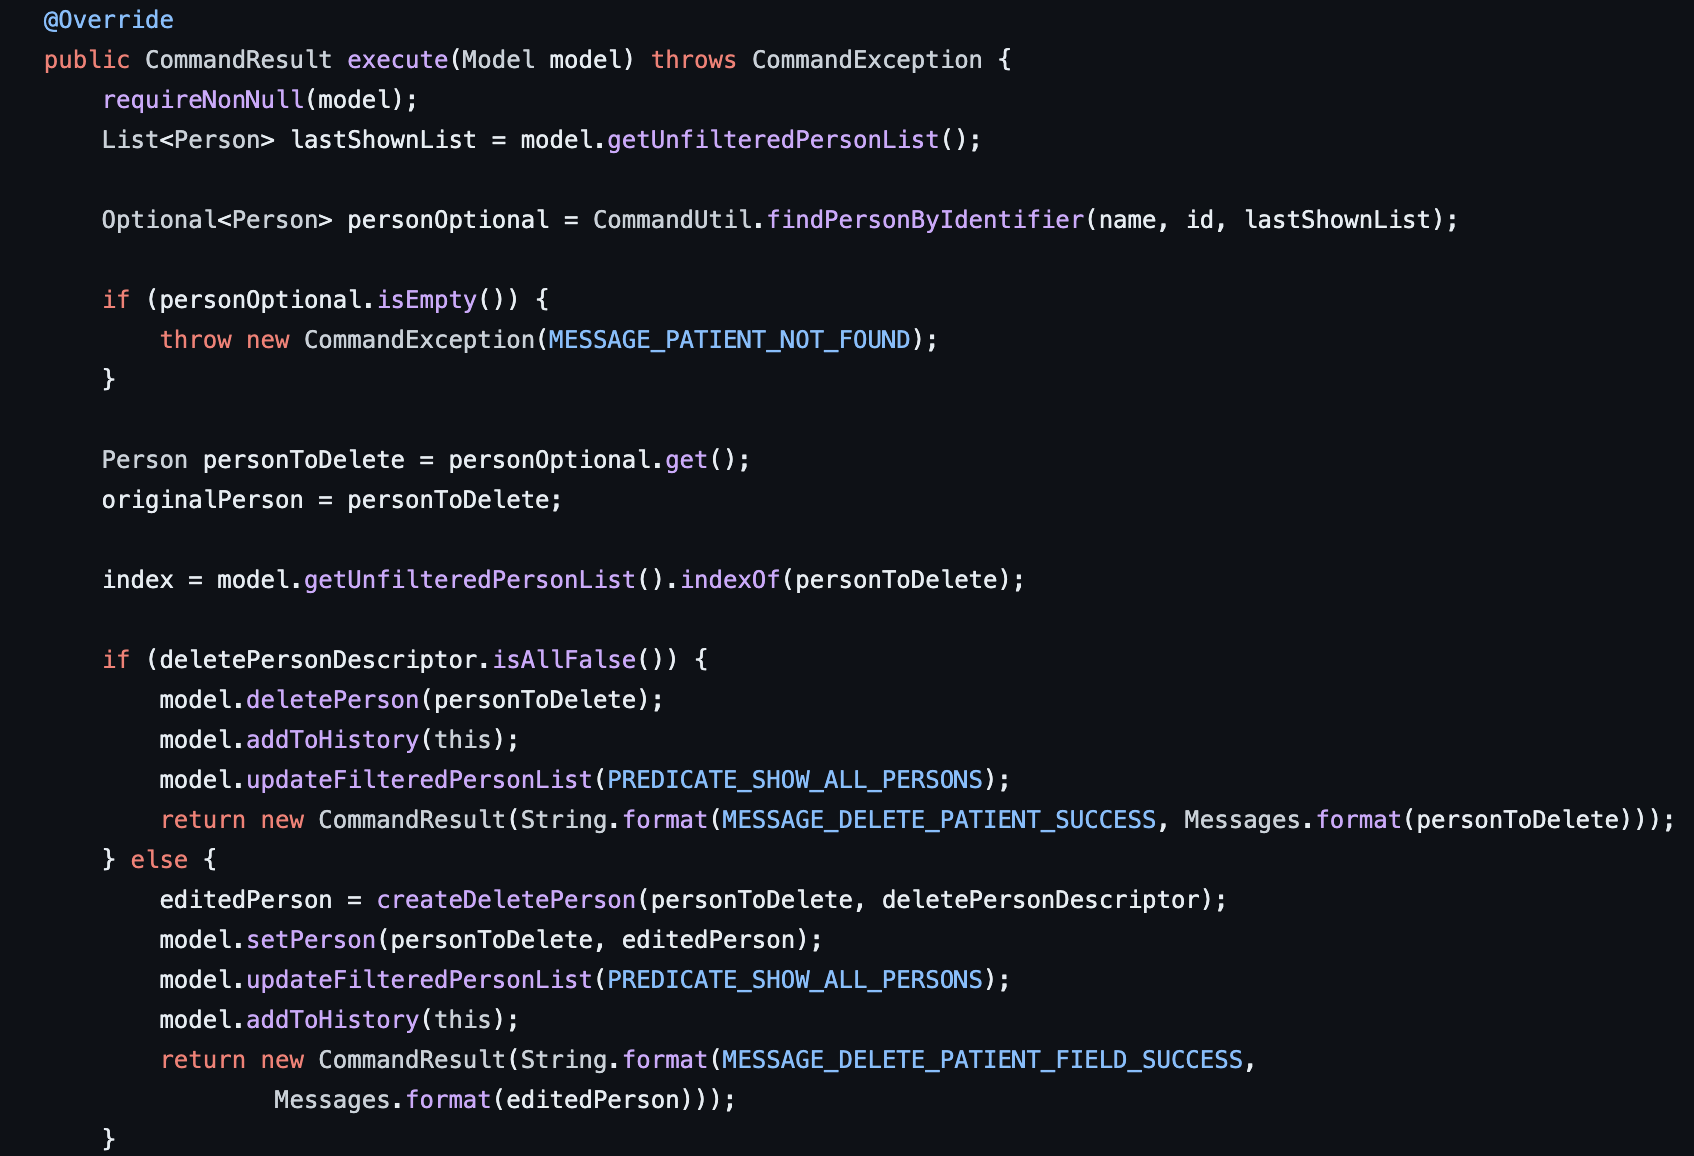 @Override
public CommandResult execute(Model model) throws CommandException {
    requireNonNull(model);
    List<Person> lastShownList = model.getUnfilteredPersonList();

    Optional<Person> personOptional = CommandUtil.findPersonByIdentifier(name, id, lastShownList);

    if (personOptional.isEmpty()) {
        throw new CommandException(MESSAGE_PATIENT_NOT_FOUND);
    }

    Person personToDelete = personOptional.get();
    originalPerson = personToDelete;

    index = model.getUnfilteredPersonList().indexOf(personToDelete);

    if (deletePersonDescriptor.isAllFalse()) {
        model.deletePerson(personToDelete);
        model.addToHistory(this);
        model.updateFilteredPersonList(PREDICATE_SHOW_ALL_PERSONS);
        return new CommandResult(String.format(MESSAGE_DELETE_PATIENT_SUCCESS, Messages.format(personToDelete)));
    } else {
        editedPerson = createDeletePerson(personToDelete, deletePersonDescriptor);
        model.setPerson(personToDelete, editedPerson);
        model.updateFilteredPersonList(PREDICATE_SHOW_ALL_PERSONS);
        model.addToHistory(this);
        return new CommandResult(String.format(MESSAGE_DELETE_PATIENT_FIELD_SUCCESS,
                Messages.format(editedPerson)));
    }